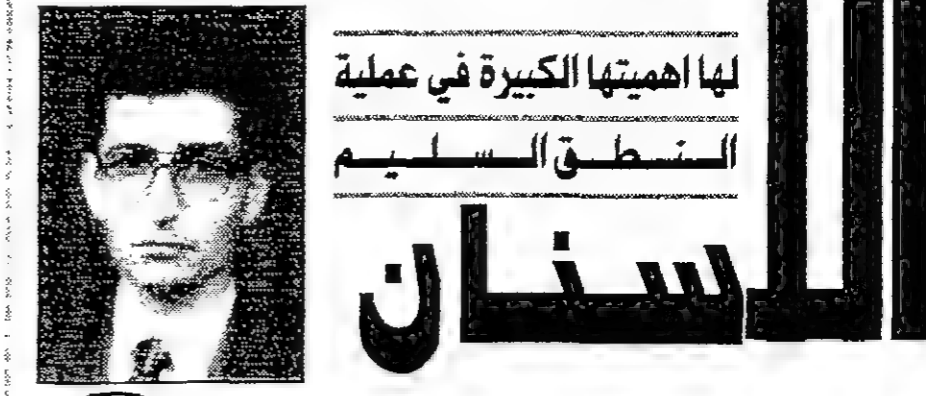 لها اهميتها الكبيرة في عملية
النطق السليم
الاسنان